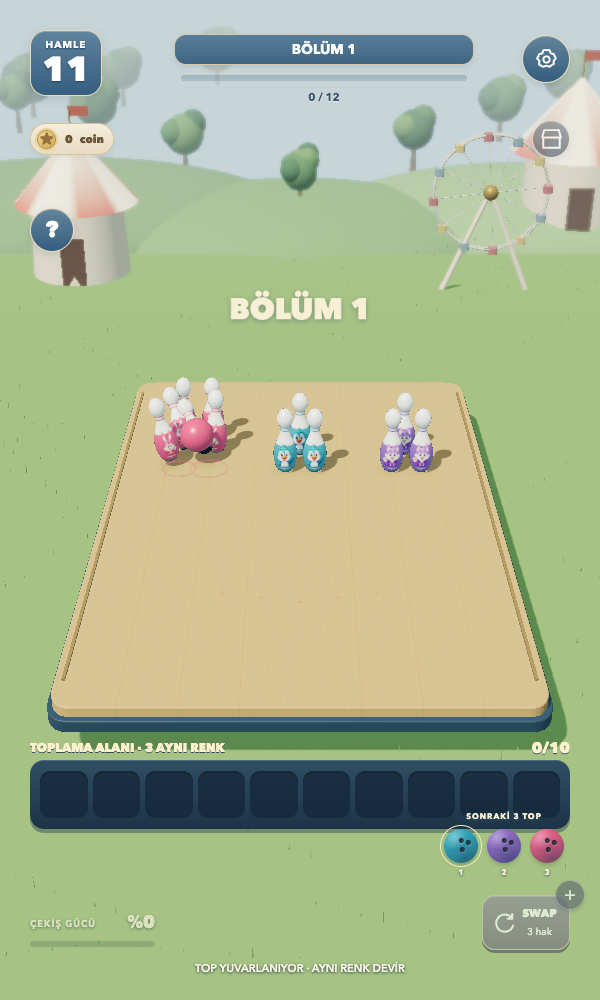 HAMLE
11
BÖLÜM 1
0 / 12
0 coin
?
BÖLÜM 1
TOPLAMA ALANI · 3 AYNI RENK
0/10
SONRAKİ 3 TOP
1 2 3
ÇEKİŞ GÜCÜ %0
SWAP
3 hak
+
TOP YUVARLANIYOR · AYNI RENK DEVİR